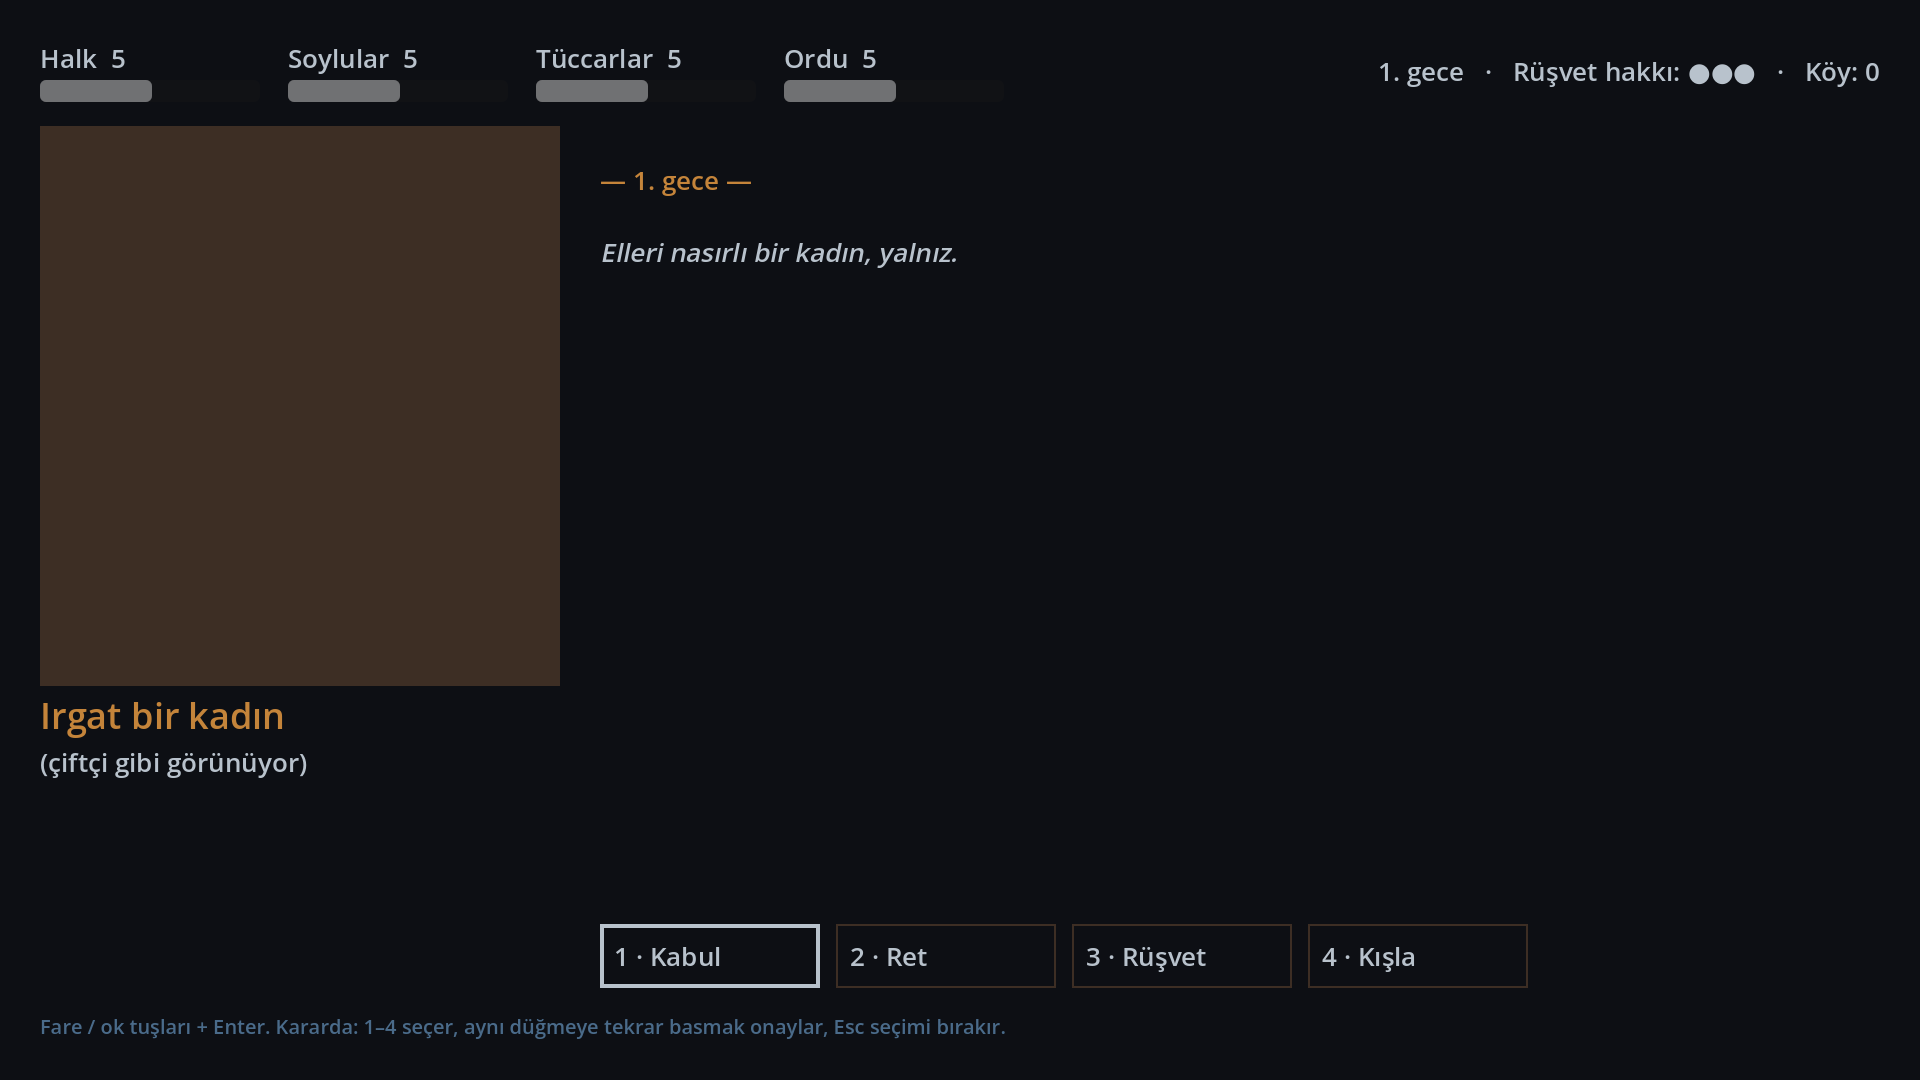 Halk 5
Soylular 5
Tüccarlar 5
Ordu 5
1. gece · Rüşvet hakkı: ●●● · Köy: 0
— 1. gece —
Elleri nasırlı bir kadın, yalnız.
Irgat bir kadın
(çiftçi gibi görünüyor)
1 · Kabul
2 · Ret
3 · Rüşvet
4 · Kışla
Fare / ok tuşları + Enter. Kararda: 1–4 seçer, aynı düğmeye tekrar basmak onaylar, Esc seçimi bırakır.